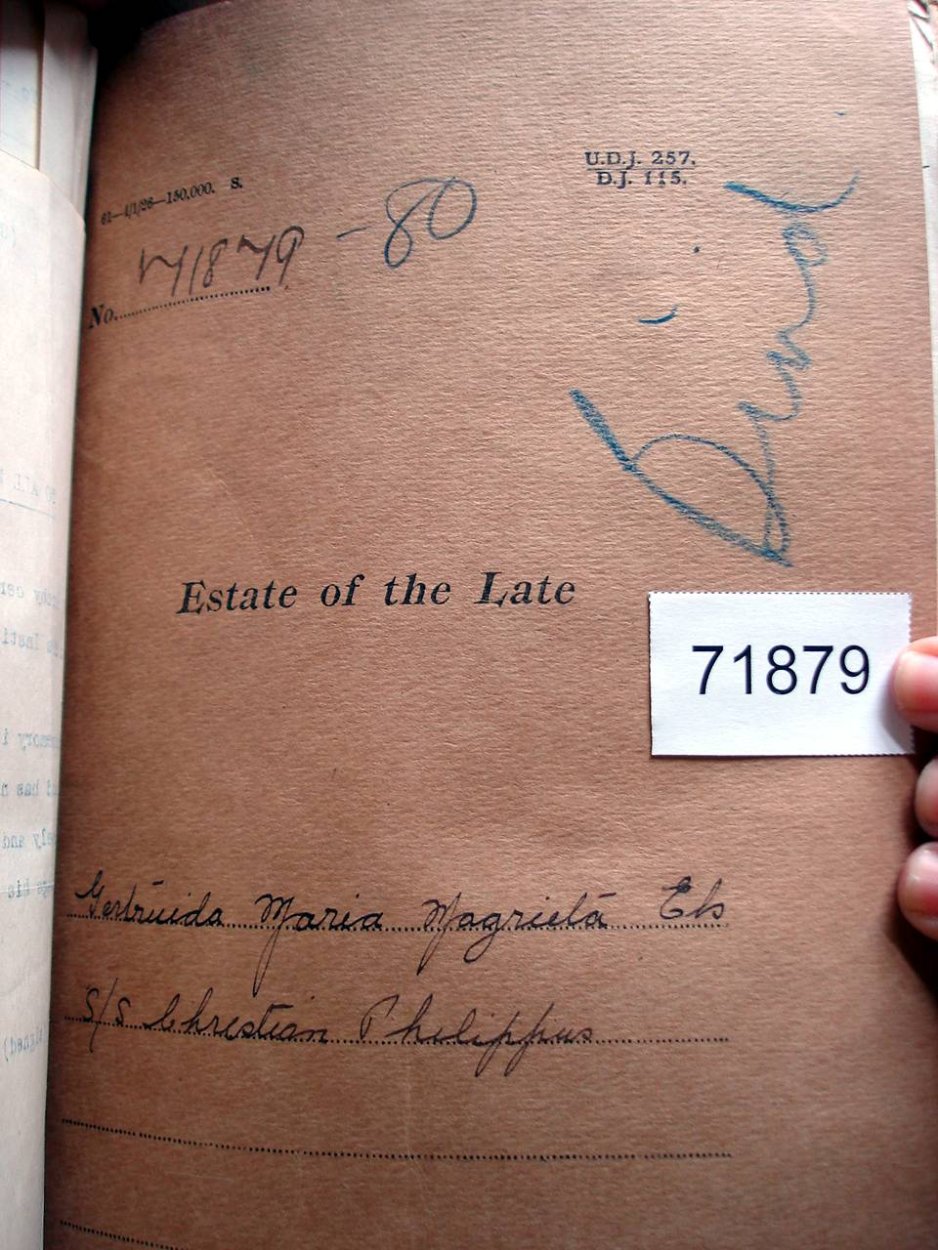 U.D.J. 257.
D.J. 115.
61—4/1/26—150,000. S.
No. 71879 - 80
Estate of the Late
71879
Gertruida Maria Magrieta Els
S/S Chrestian Philippus